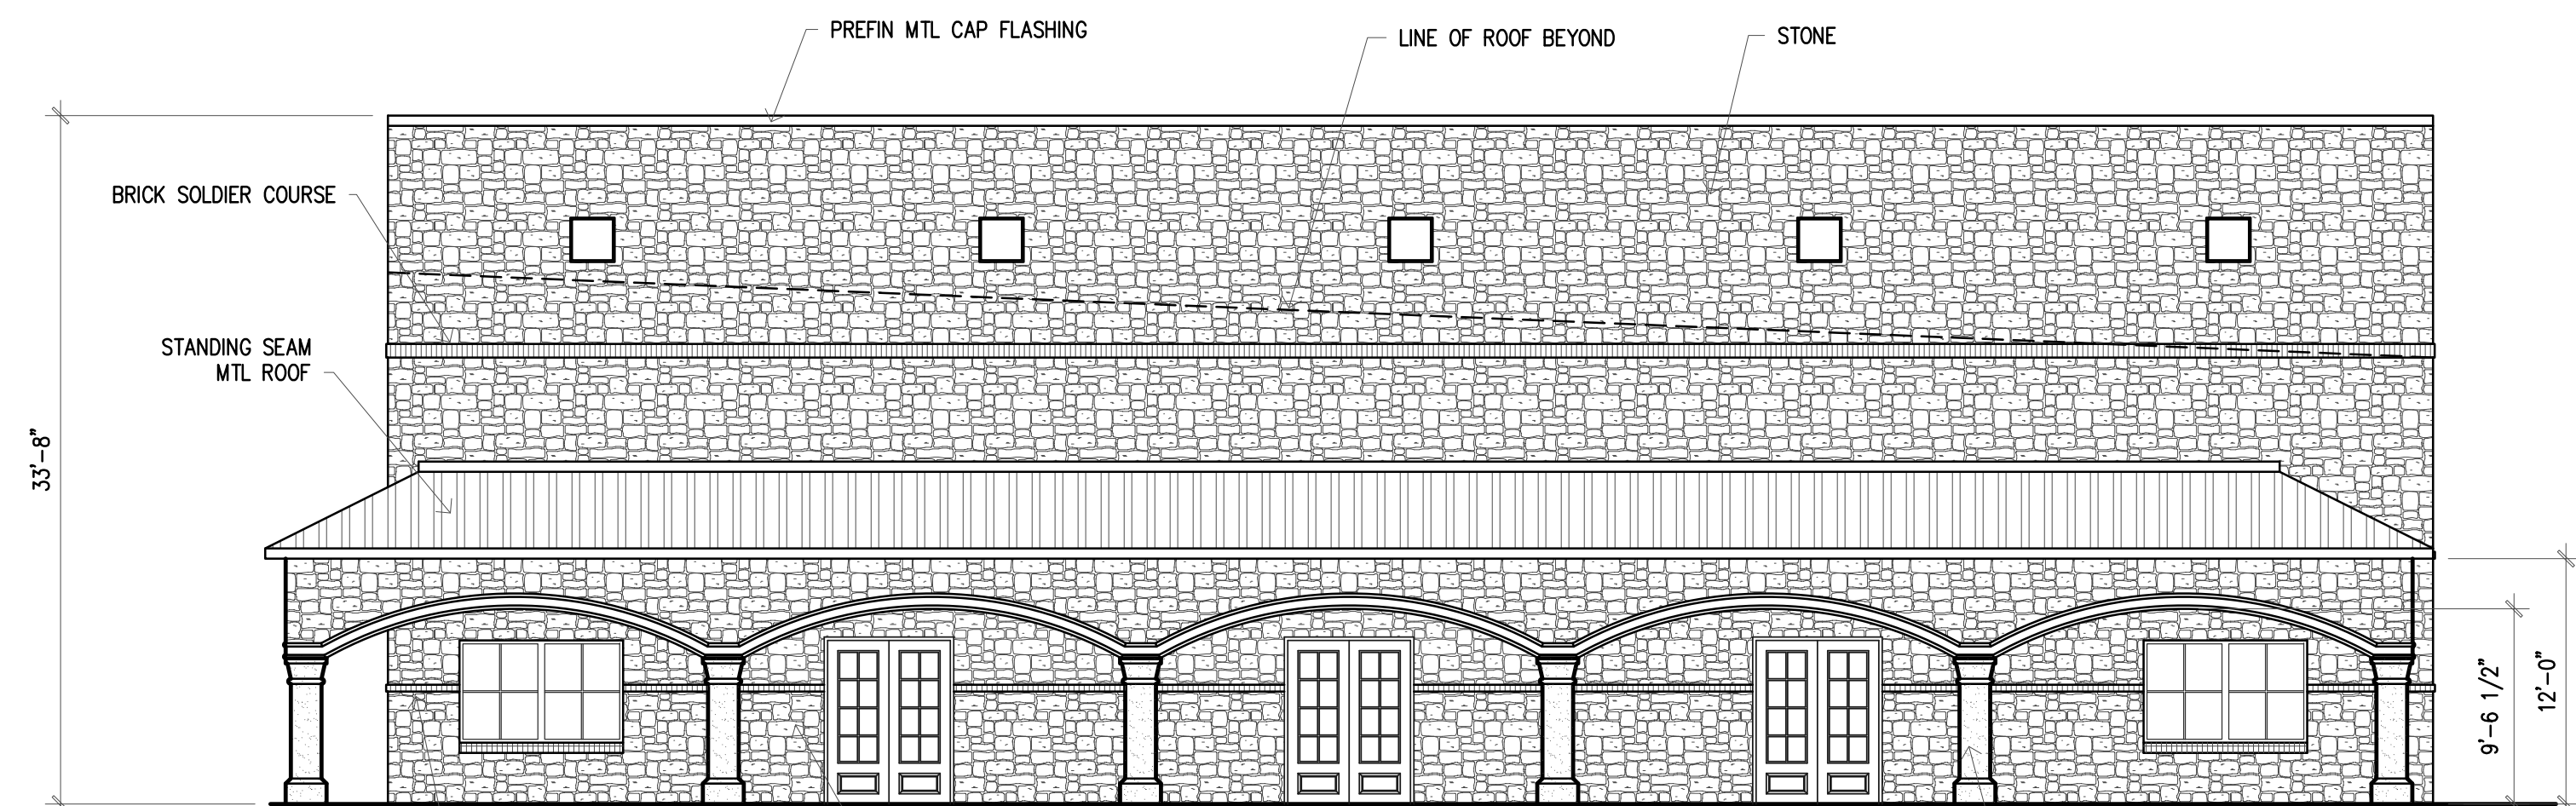 PREFIN MTL CAP FLASHING
LINE OF ROOF BEYOND
STONE
BRICK SOLDIER COURSE
STANDING SEAM
MTL ROOF
33'-8"
9'-6 1/2"
12'-0"